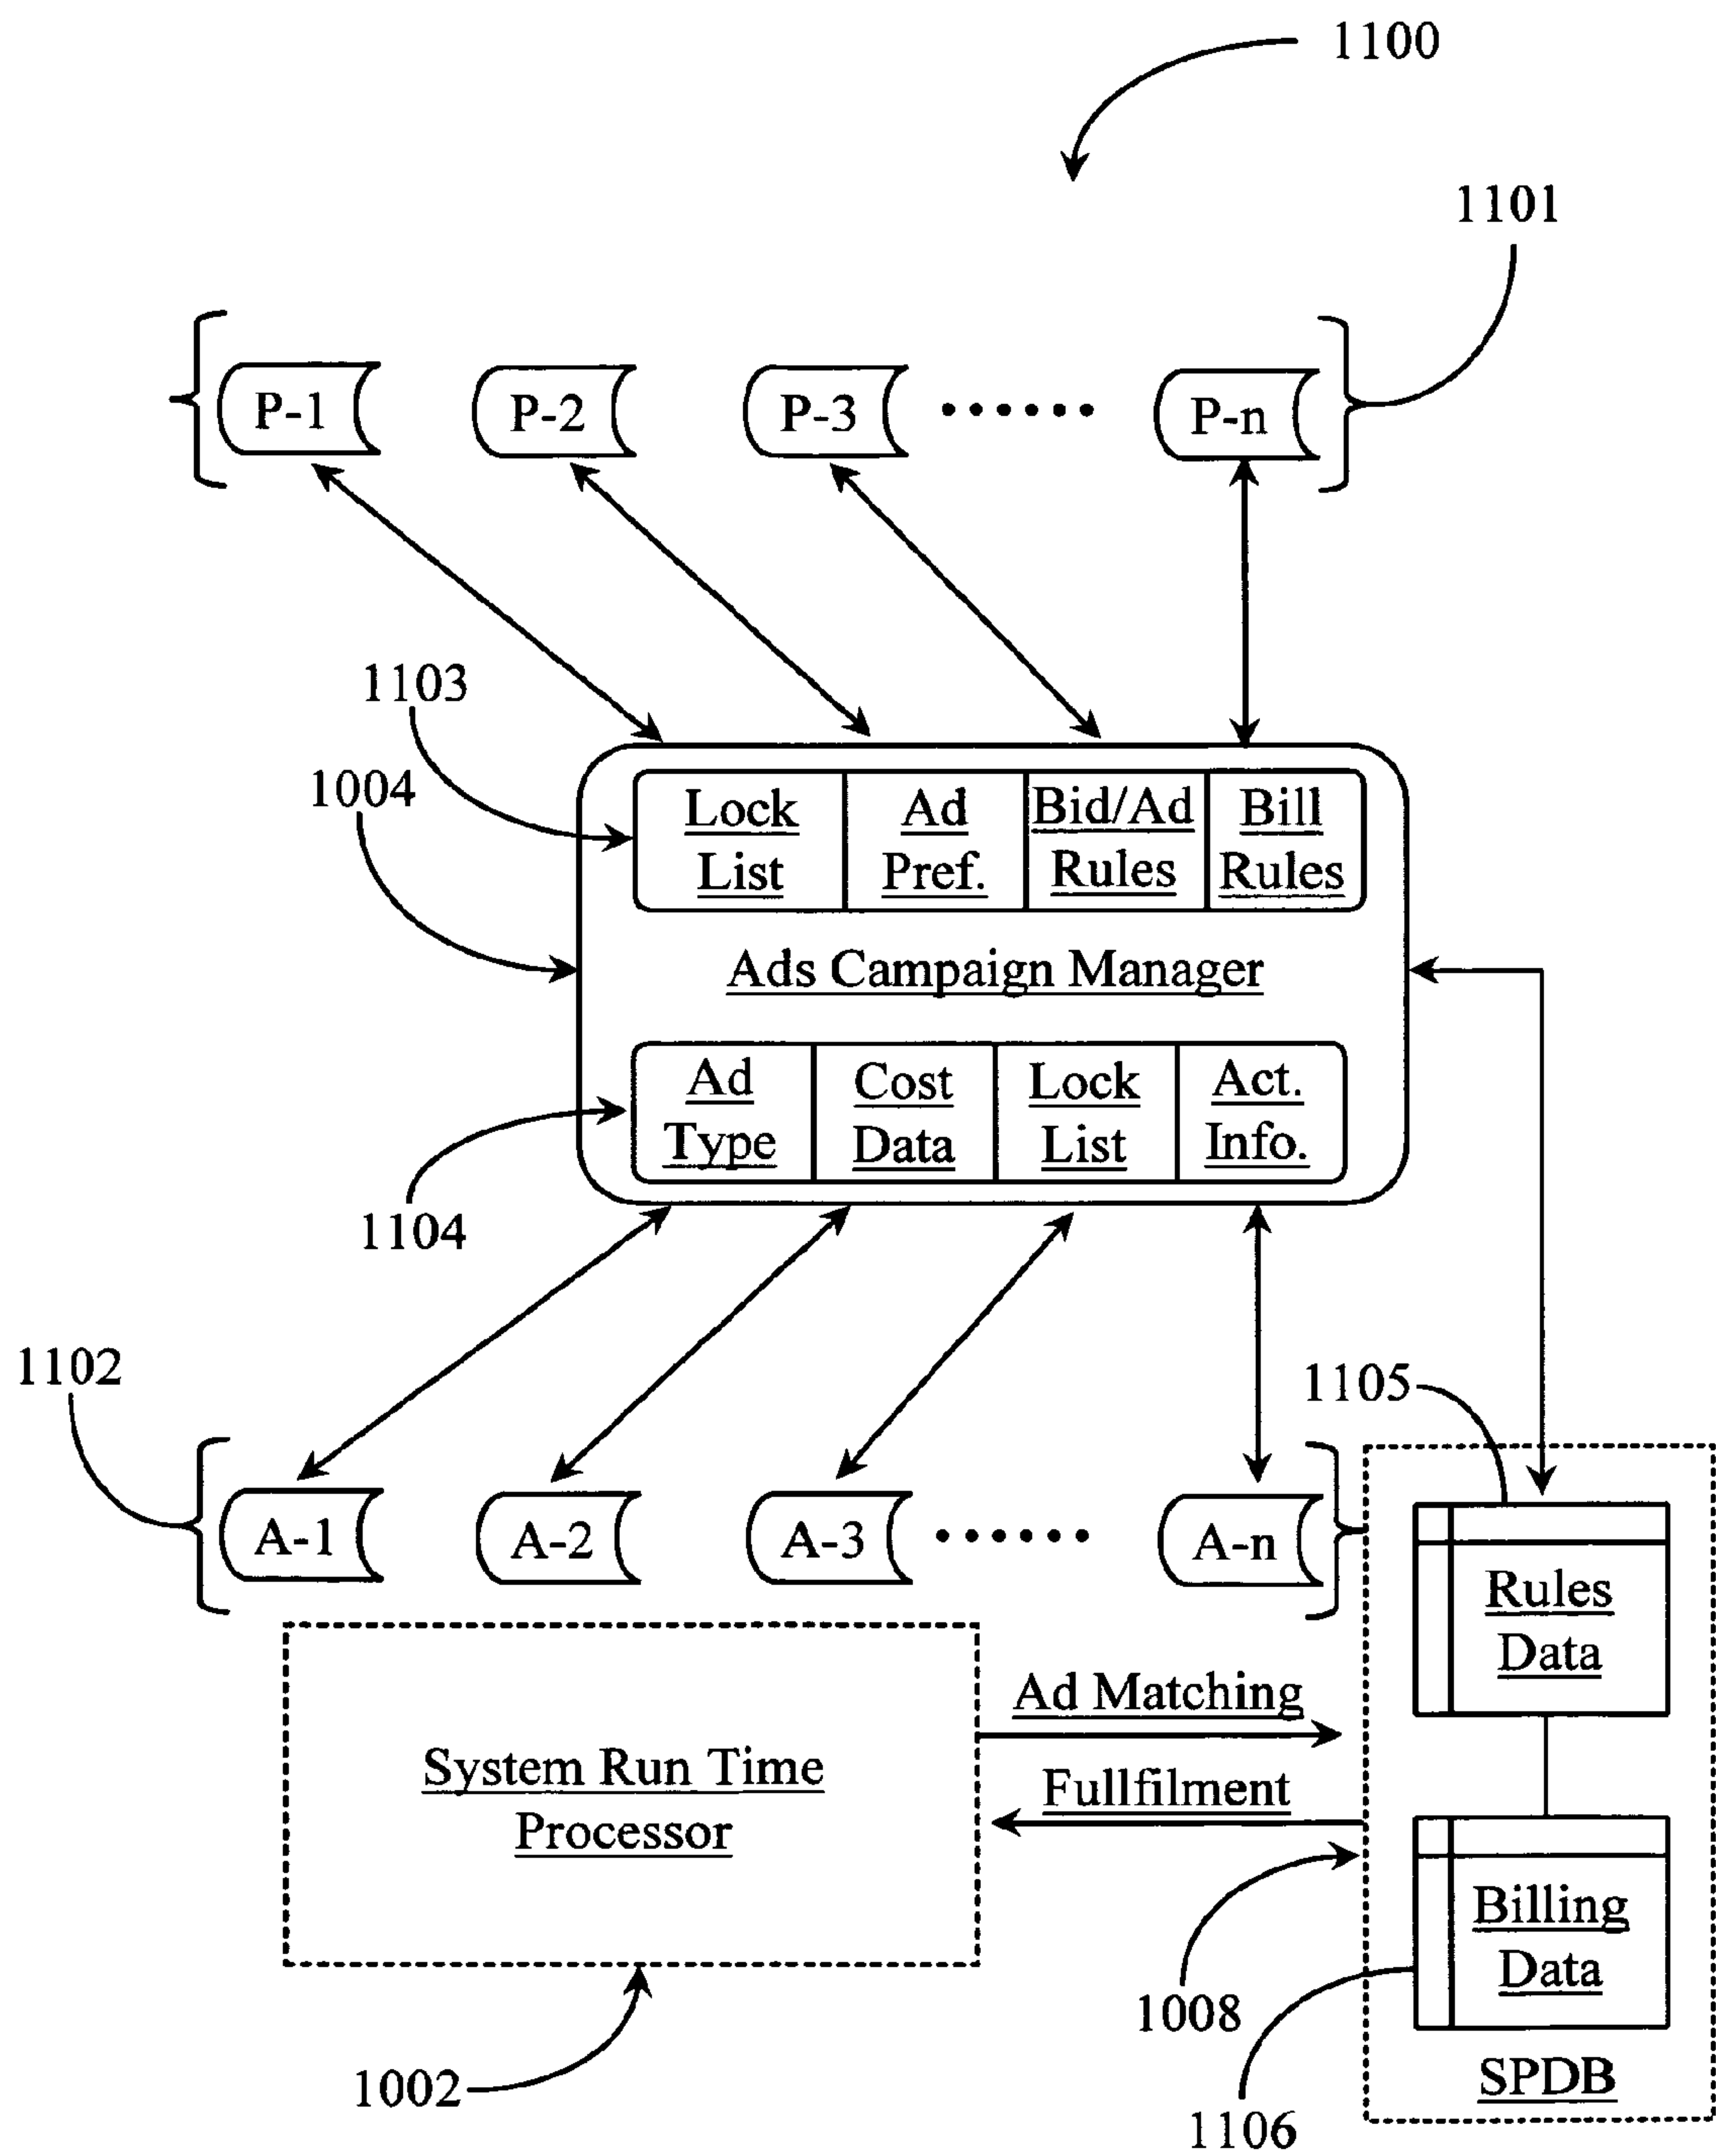 1100
1101
P-1 P-2 P-3 ...... P-n
1103
1004
Lock Ad Bid/Ad Bill
List Pref. Rules Rules
Ads Campaign Manager
Ad Cost Lock Act.
Type Data List Info.
1104
1102
1105
A-1 A-2 A-3 ...... A-n
Rules
Data
Ad Matching
System Run Time
Processor
Fullfilment
Billing
Data
1008
1002
SPDB
1106